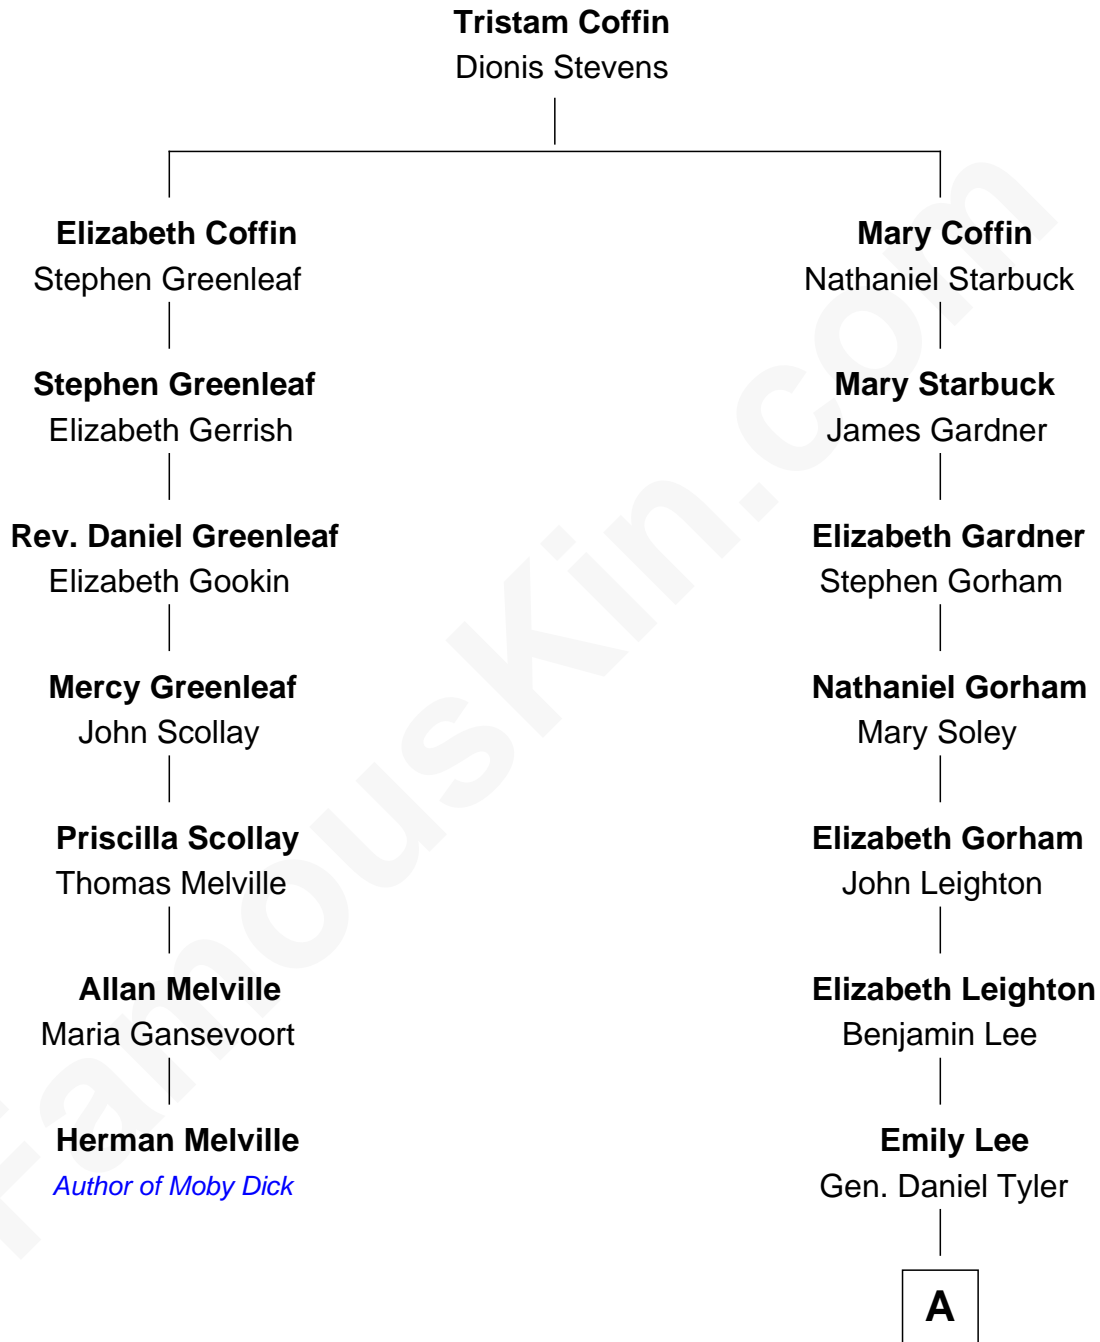 Tristam Coffin
Dionis Stevens
Elizabeth Coffin
Stephen Greenleaf
Mary Coffin
Nathaniel Starbuck
Stephen Greenleaf
Elizabeth Gerrish
Mary Starbuck
James Gardner
Rev. Daniel Greenleaf
Elizabeth Gookin
Elizabeth Gardner
Stephen Gorham
Mercy Greenleaf
John Scollay
Nathaniel Gorham
Mary Soley
Priscilla Scollay
Thomas Melville
Elizabeth Gorham
John Leighton
Allan Melville
Maria Gansevoort
Elizabeth Leighton
Benjamin Lee
Herman Melville
Author of Moby Dick
Emily Lee
Gen. Daniel Tyler
A
FamousKin.com